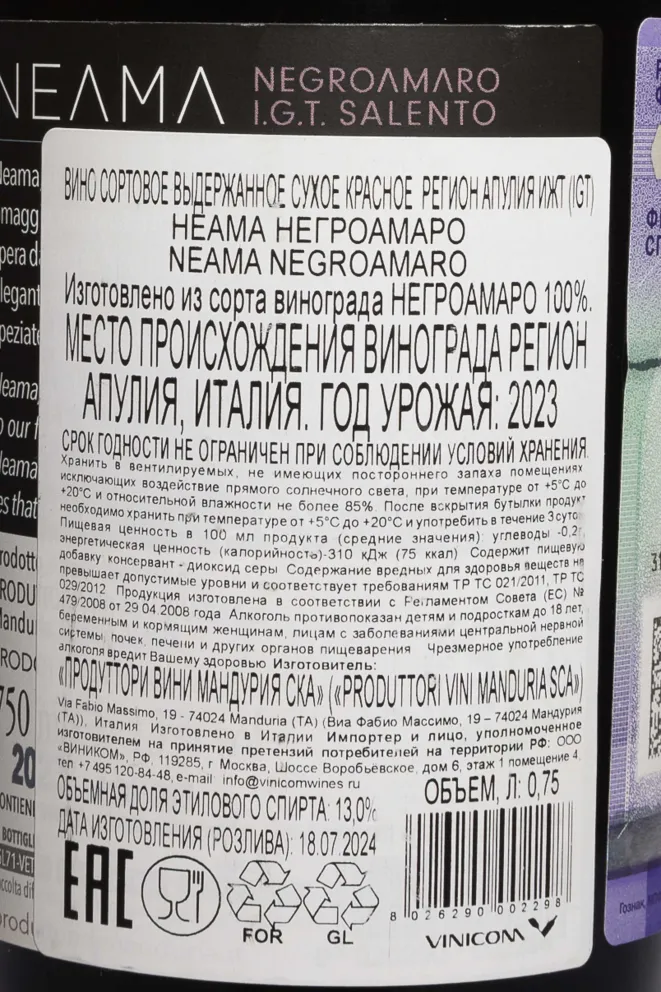 NEAMA
NEGROAMARO
I.G.T. SALENTO
ВИНО СОРТОВОЕ ВЫДЕРЖАННОЕ СУХОЕ КРАСНОЕ РЕГИОН АПУЛИЯ ИЖТ (IGT)
НЕАМА НЕГРОАМАРО
NEAMA NEGROAMARO
Изготовлено из сорта винограда НЕГРОАМАРО 100%.
МЕСТО ПРОИСХОЖДЕНИЯ ВИНОГРАДА РЕГИОН
АПУЛИЯ, ИТАЛИЯ. ГОД УРОЖАЯ: 2023
СРОК ГОДНОСТИ НЕ ОГРАНИЧЕН ПРИ СОБЛЮДЕНИИ УСЛОВИЙ ХРАНЕНИЯ
Хранить в вентилируемых, не имеющих постороннего запаха помещениях
исключающих воздействие прямого солнечного света, при температуре от +5°С до
+20°С и относительной влажности не более 85%. После вскрытия бутылки продукт
необходимо хранить при температуре от +5°С до +20°С и употребить в течение 3 суток
Пищевая ценность в 100 мл продукта (средние значения): углеводы -0,2г,
энергетическая ценность (калорийность)-310 кДж (75 ккал) Содержит пищевую
добавку консервант - диоксид серы Содержание вредных для здоровья веществ не
превышает допустимые уровни и соответствует требованиям ТР ТС 021/2011, ТР ТС
029/2012. Продукция изготовлена в соответствии с Регламентом Совета (ЕС) №
479/2008 от 29.04.2008 года Алкоголь противопоказан детям и подросткам до 18 лет,
беременным и кормящим женщинам, лицам с заболеваниями центральной нервной
системы, почек, печени и других органов пищеварения Чрезмерное употребление
алкоголя вредит Вашему здоровью Изготовитель:
«ПРОДУТТОРИ ВИНИ МАНДУРИЯ СКА» («PRODUTTORI VINI MANDURIA SCA»)
Via Fabio Massimo, 19 - 74024 Manduria (TA) (Виа Фабио Массимо, 19 – 74024 Мандурия
(ТА)), Италия Изготовлено в Италии Импортер и лицо, уполномоченное
изготовителем на принятие претензий потребителей на территории РФ: ООО
«ВИНИКОМ», РФ, 119285, г Москва, Шоссе Воробьёвское, дом 6, этаж 1 помещение 4,
тел +7 495 120-84-48, e-mail: info@vinicomwines.ru
ОБЪЕМ, Л: 0,75
ОБЪЕМНАЯ ДОЛЯ ЭТИЛОВОГО СПИРТА: 13,0%
ДАТА ИЗГОТОВЛЕНИЯ (РОЗЛИВА): 18.07.2024
EAC
FOR
GL
8 026290 002298
VINICOM